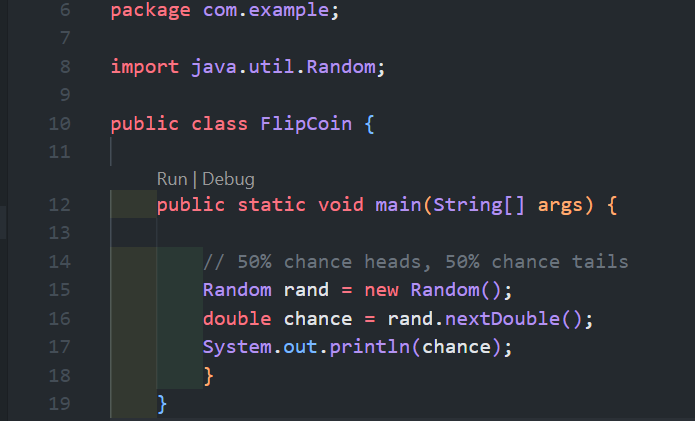 6 package com.example;
7
8 import java.util.Random;
9
10 public class FlipCoin {
11
Run | Debug
12 public static void main(String[] args) {
13
14 // 50% chance heads, 50% chance tails
15 Random rand = new Random();
16 double chance = rand.nextDouble();
17 System.out.println(chance);
18 }
19 }